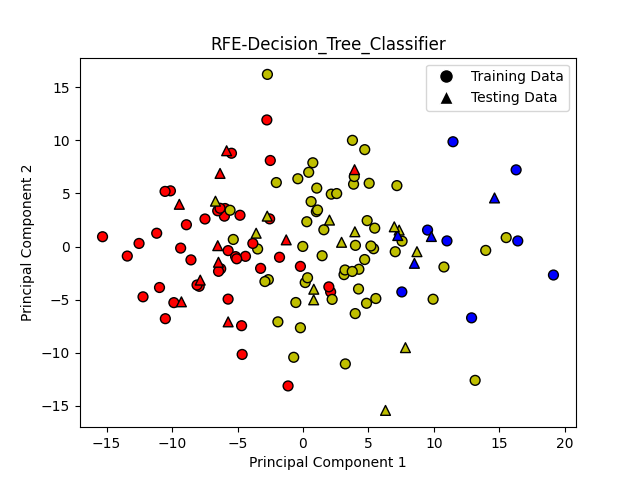 RFE-Decision_Tree_Classifier
Training Data
Testing Data
Principal Component 2
15
10
5
0
−5
−10
−15
−15 −10 −5 0 5 10 15 20
Principal Component 1